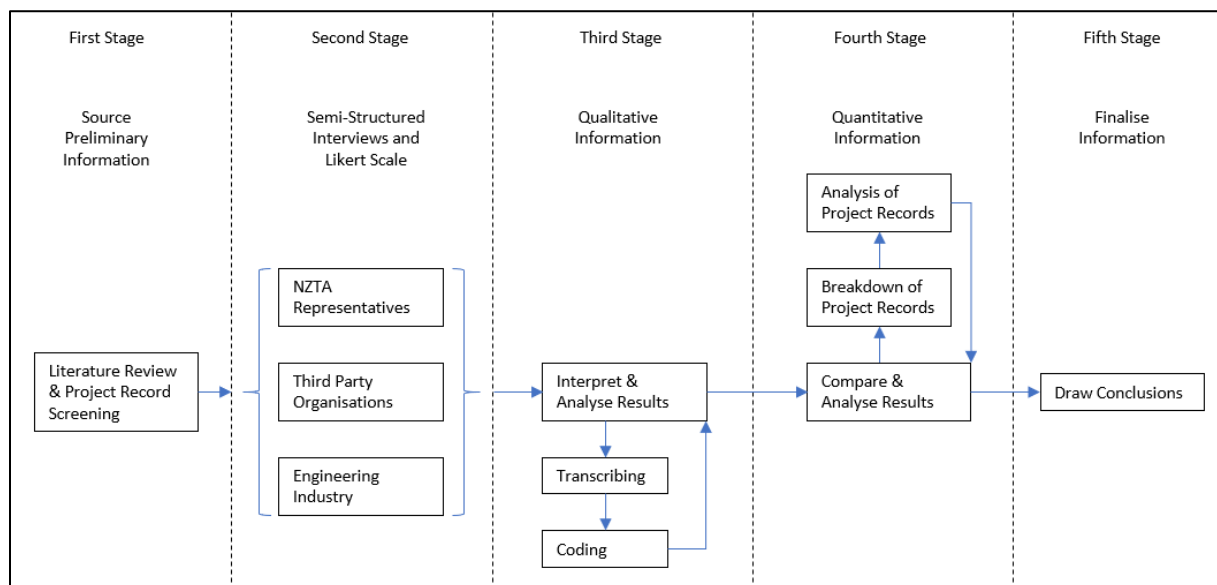 First Stage
Second Stage
Third Stage
Fourth Stage
Fifth Stage
Source
Preliminary
Information
Semi-Structured
Interviews and
Likert Scale
Qualitative
Information
Quantitative
Information
Finalise
Information
Literature Review
& Project Record
Screening
NZTA
Representatives
Third Party
Organisations
Engineering
Industry
Interpret &
Analyse Results
Transcribing
Coding
Analysis of
Project Records
Breakdown of
Project Records
Compare &
Analyse Results
Draw Conclusions